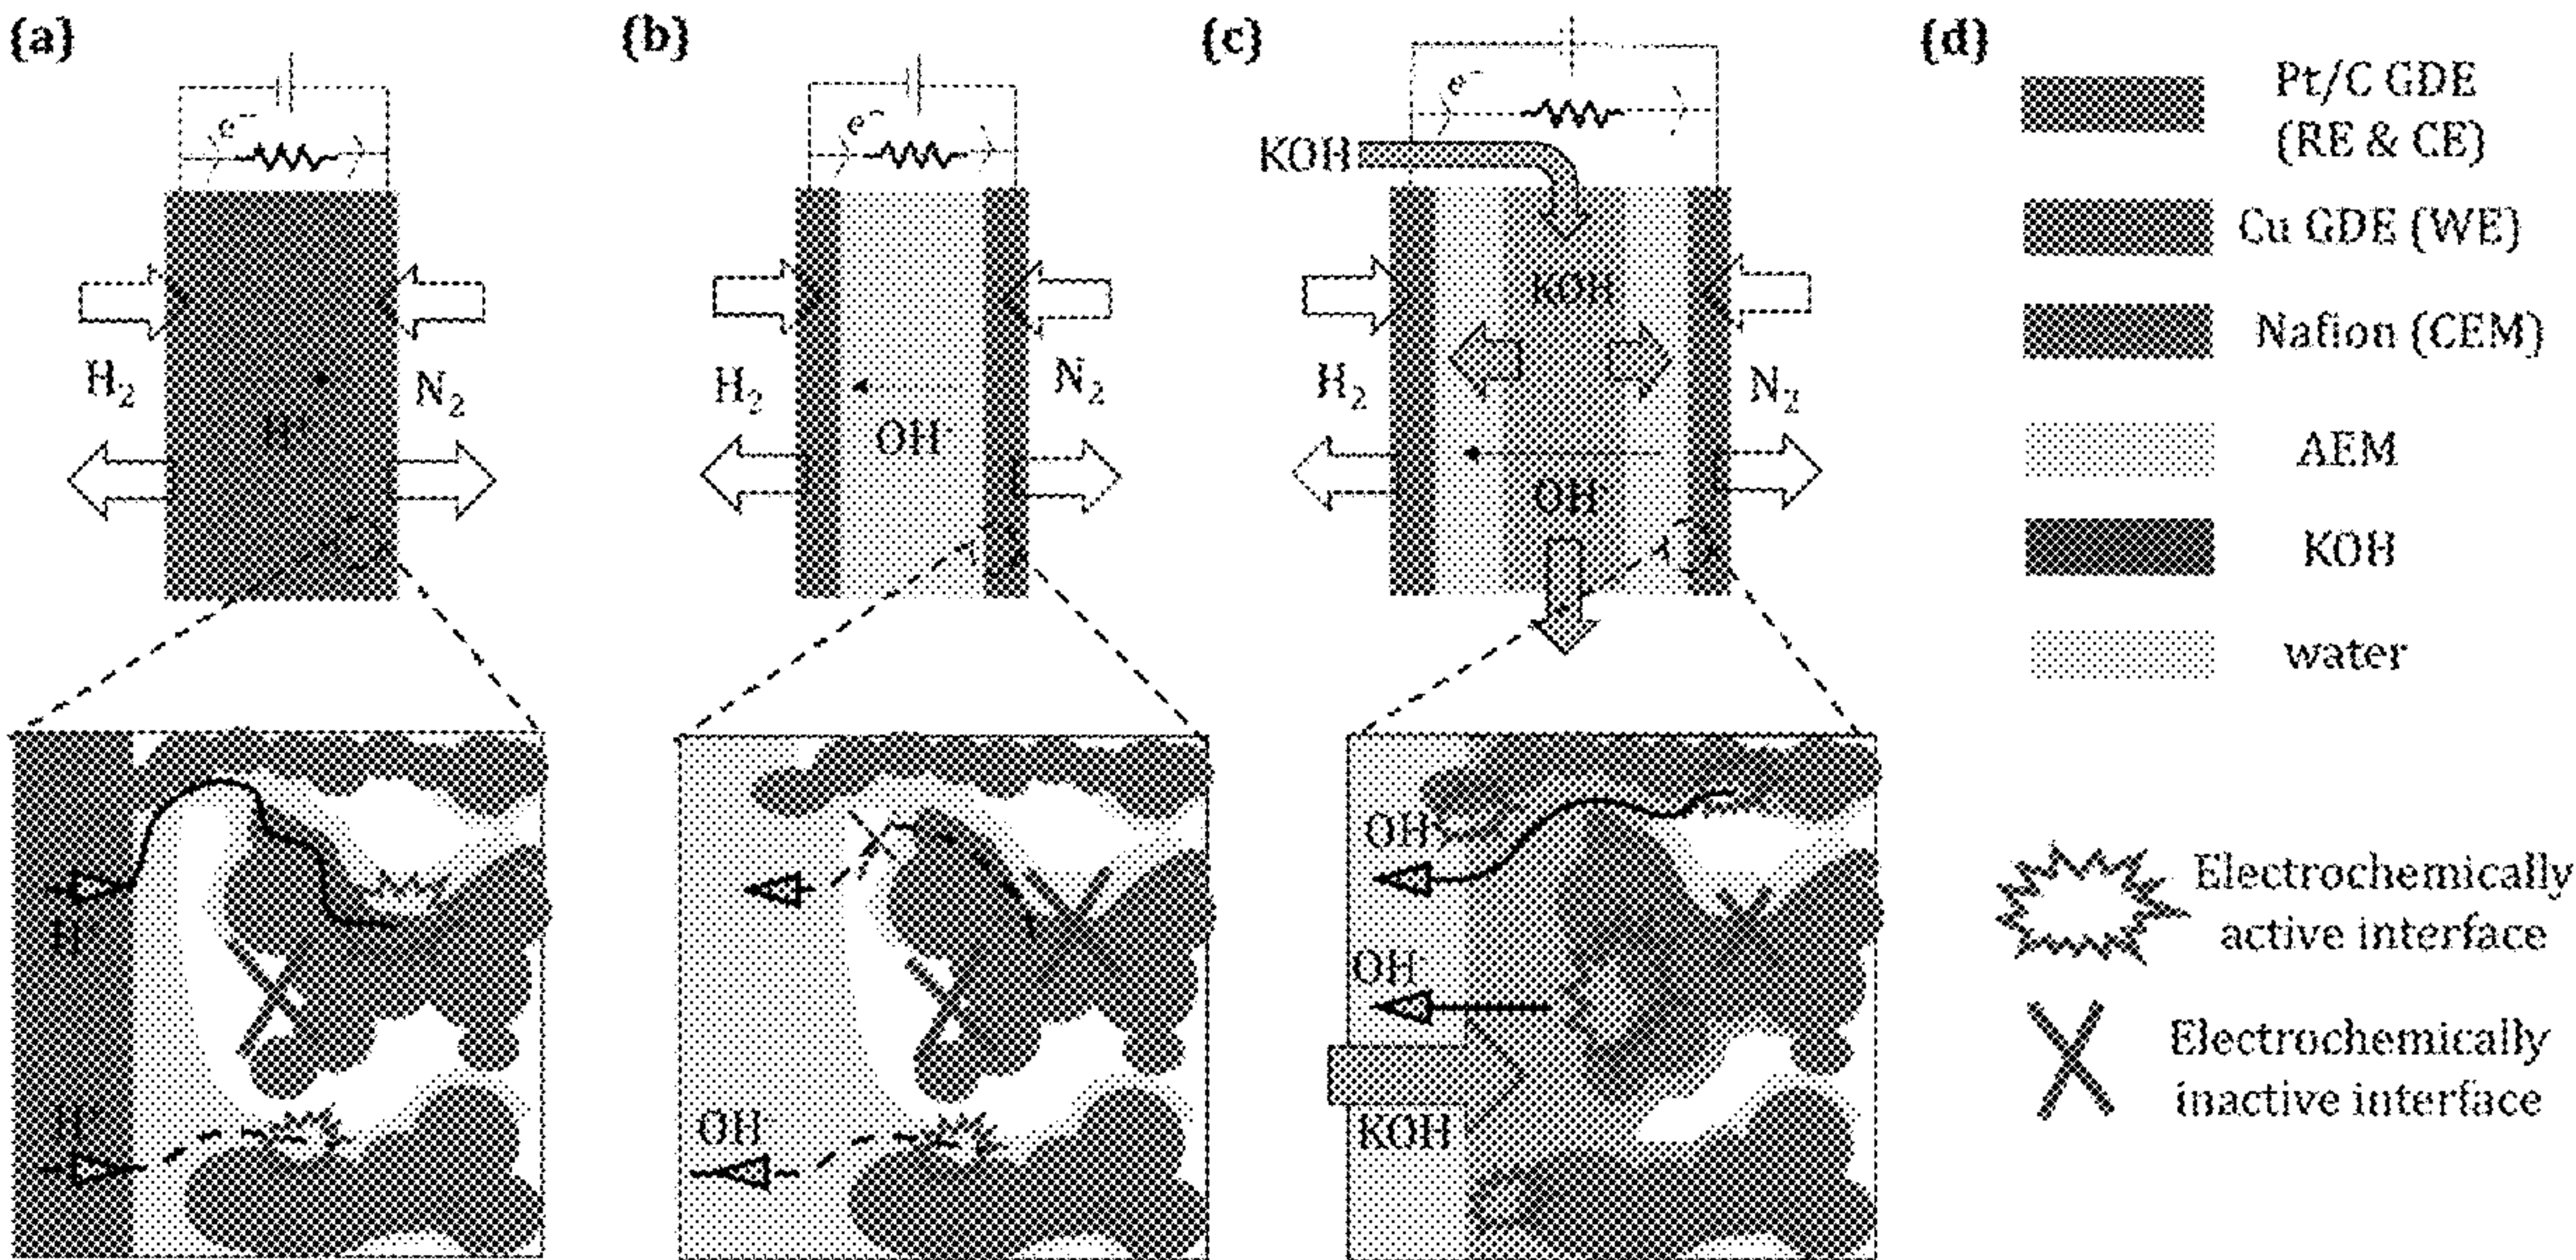 (a)
e⁻
H₂
N₂
H⁺
H
H
(b)
e⁻
H₂
N₂
OH⁻
OH
(c)
e⁻
KOH
KOH
H₂
N₂
OH
OH
OH
KOH
(d)
Pt/C GDE
(RE & CE)
Cu GDE (WE)
Nafion (CEM)
AEM
KOH
water
Electrochemically
active interface
Electrochemically
inactive interface